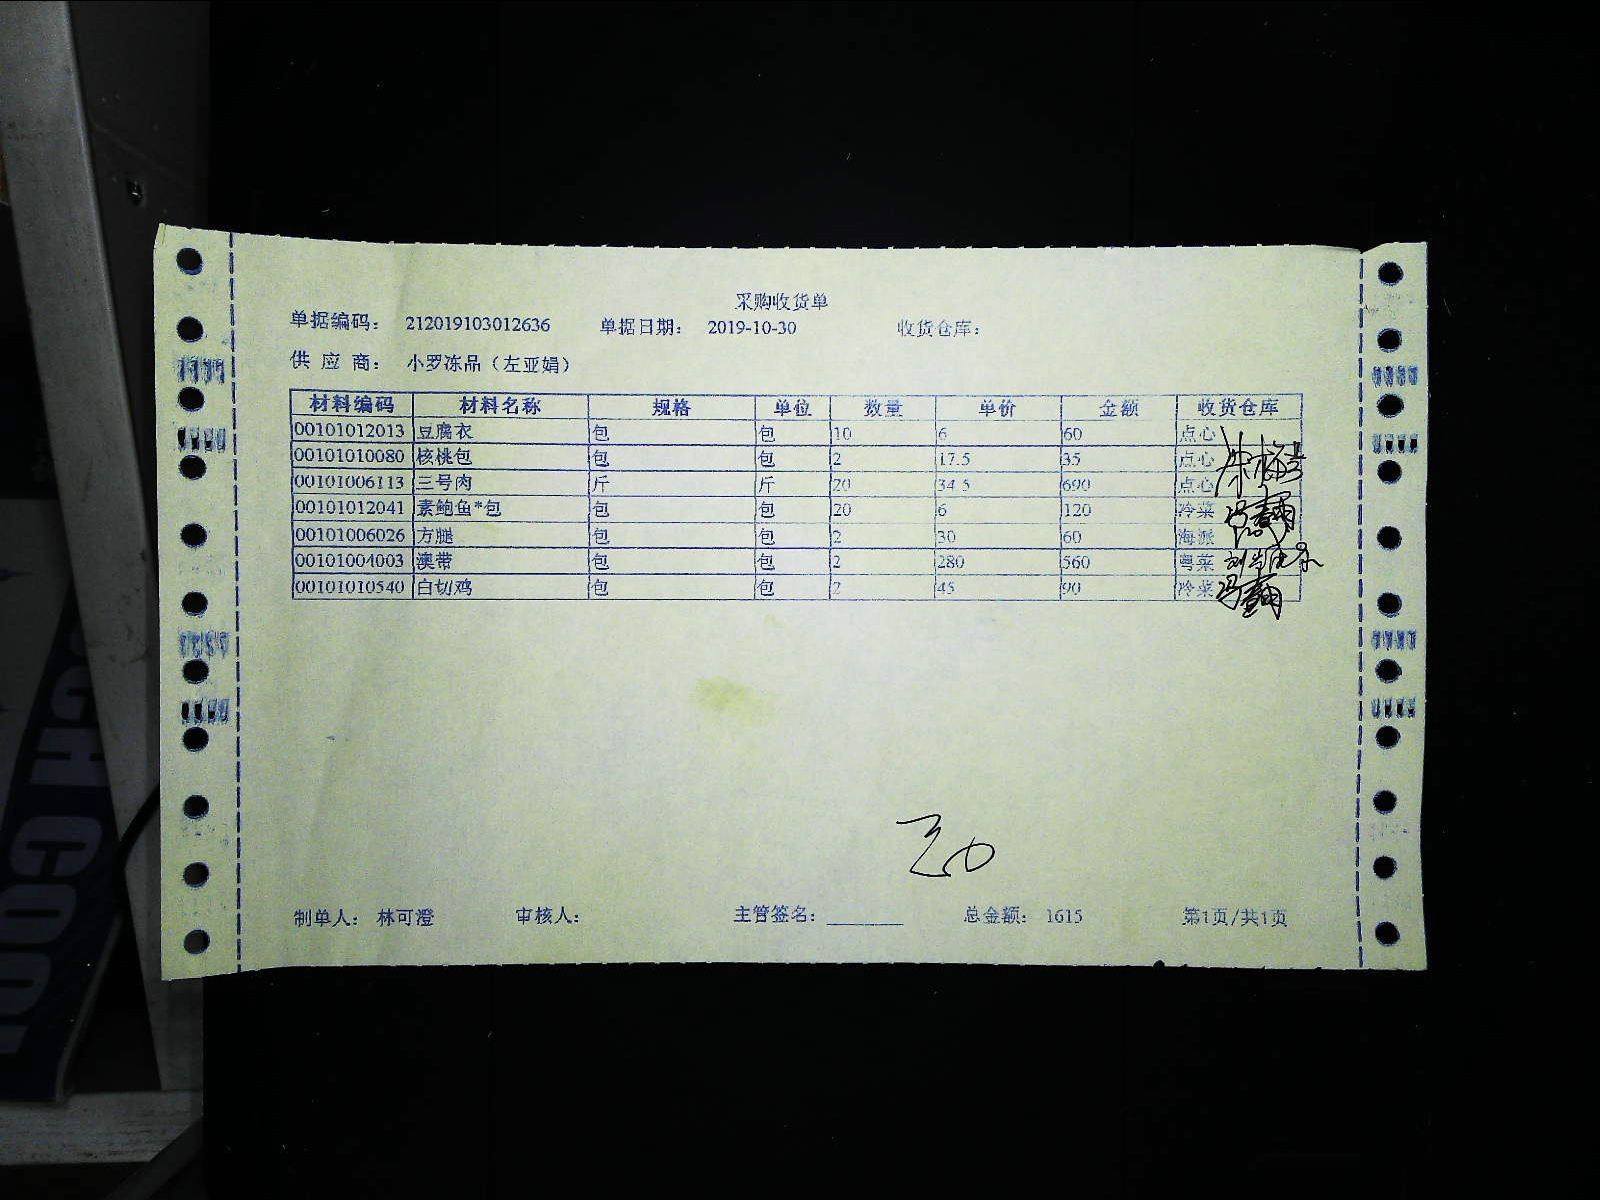 采购收货单
单据编码： 212019103012636 单据日期： 2019-10-30 收货仓库：
供 应 商： 小罗冻品（左亚娟）
材料编码 材料名称 规格 单位 数量 单价 金额 收货仓库
00101012013 豆腐衣 包 包 10 6 60 点心
00101010080 核桃包 包 包 2 17.5 35 点心
00101006113 三号肉 斤 斤 20 34.5 690 点心
00101012041 素鲍鱼*包 包 包 20 6 120 冷菜
00101006026 方腿 包 包 2 30 60 海派
00101004003 澳带 包 包 2 280 560 粤菜
00101010540 白切鸡 包 包 2 45 90 冷菜
制单人： 林可澄 审核人： 主管签名： 总金额： 1615 第1页/共1页